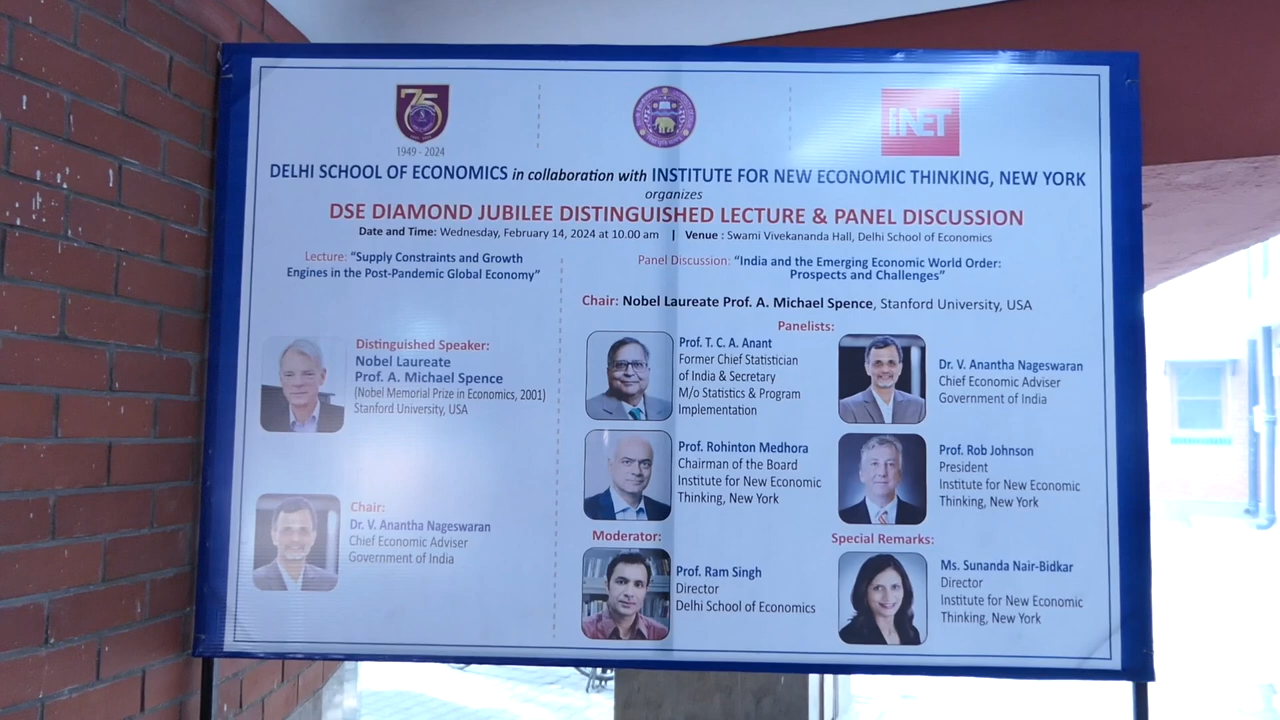 75
1949 - 2024
INET
DELHI SCHOOL OF ECONOMICS in collaboration with INSTITUTE FOR NEW ECONOMIC THINKING, NEW YORK
organizes
DSE DIAMOND JUBILEE DISTINGUISHED LECTURE & PANEL DISCUSSION
Date and Time: Wednesday, February 14, 2024 at 10.00 am | Venue : Swami Vivekananda Hall, Delhi School of Economics
Lecture: “Supply Constraints and Growth
Engines in the Post-Pandemic Global Economy”
Distinguished Speaker:
Nobel Laureate
Prof. A. Michael Spence
(Nobel Memorial Prize in Economics, 2001)
Stanford University, USA
Chair:
Dr. V. Anantha Nageswaran
Chief Economic Adviser
Government of India
Panel Discussion: “India and the Emerging Economic World Order:
Prospects and Challenges”
Chair: Nobel Laureate Prof. A. Michael Spence, Stanford University, USA
Panelists:
Prof. T. C. A. Anant
Former Chief Statistician
of India & Secretary
M/o Statistics & Program
Implementation
Dr. V. Anantha Nageswaran
Chief Economic Adviser
Government of India
Prof. Rohinton Medhora
Chairman of the Board
Institute for New Economic
Thinking, New York
Prof. Rob Johnson
President
Institute for New Economic
Thinking, New York
Moderator:
Prof. Ram Singh
Director
Delhi School of Economics
Special Remarks:
Ms. Sunanda Nair-Bidkar
Director
Institute for New Economic
Thinking, New York